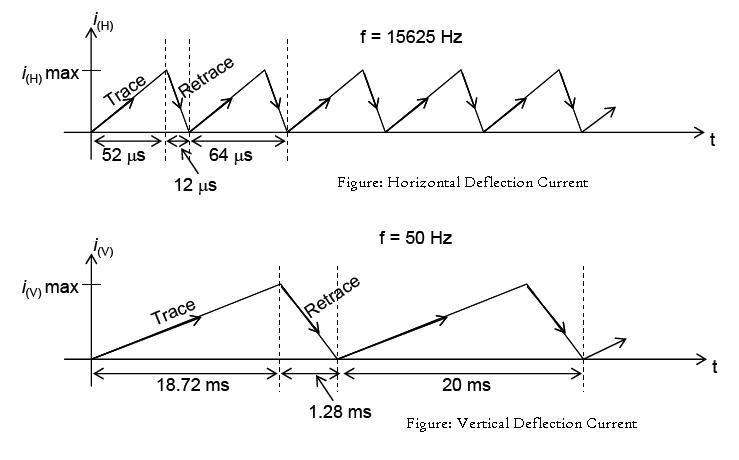 i(H)
f = 15625 Hz
i(H) max
Trace
Retrace
52 μs
64 μs
t
12 μs
Figure: Horizontal Deflection Current
f = 50 Hz
i(V)
i(V) max
Trace
Retrace
t
18.72 ms
20 ms
1.28 ms
Figure: Vertical Deflection Current